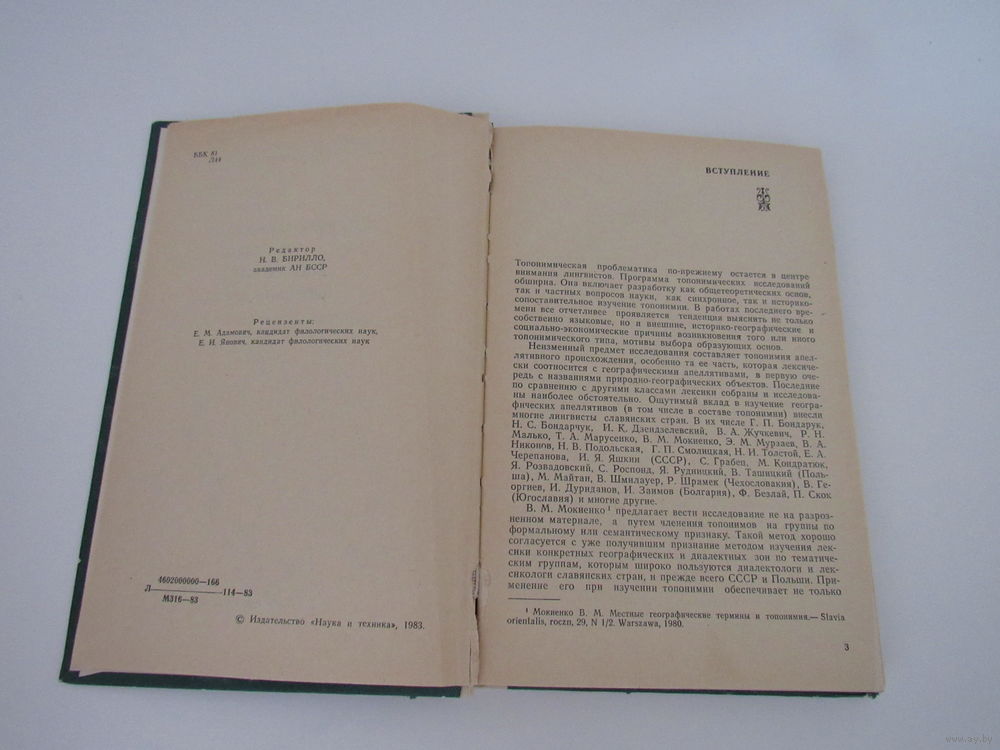 ББК 81
Л44
Редактор
Н. В. БИРИЛЛО,
академик АН БССР
Рецензенты:
Е. М. Адамович, кандидат филологических наук,
Е. И. Янович, кандидат филологических наук
4602000000—166
Л————114—83
М316—83
© Издательство «Наука и техника», 1983.
ВСТУПЛЕНИЕ
Топонимическая проблематика по-прежнему остается в центре
внимания лингвистов. Программа топонимических исследований
обширна. Она включает разработку как общетеоретических основ,
так и частных вопросов науки, как синхронное, так и историко-
сопоставительное изучение топонимии. В работах последнего вре-
мени все отчетливее проявляется тенденция выяснить не только
собственно языковые, но и внешние, историко-географические и
социально-экономические причины возникновения того или иного
топонимического типа, мотивы выбора образующих основ.
Неизменный предмет исследования составляет топонимия апел-
лятивного происхождения, особенно та ее часть, которая лексиче-
ски соотносится с географическими апеллятивами, в первую оче-
редь с названиями природно-географических объектов. Последние
по сравнению с другими классами лексики собраны и исследова-
ны наиболее обстоятельно. Ощутимый вклад в изучение геогра-
фических апеллятивов (в том числе в составе топонимии) внесли
многие лингвисты славянских стран. В их числе Г. П. Бондарук,
Н. С. Бондарчук, И. К. Дзендзелевский, В. А. Жучкевич, Р. Н.
Малько, Т. А. Марусенко, В. М. Мокиенко, Э. М. Мурзаев, В. А.
Никонов, Н. В. Подольская, Г. П. Смолицкая, Н. И. Толстой, Е. А.
Черепанова, И. Я. Яшкин (СССР), С. Грабец, М. Кондратюк,
Я. Розвадовский, С. Роспонд, Я. Рудницкий, В. Ташицкий (Поль-
ша), М. Майтан, В. Шмилауер, Р. Шрамек (Чехословакия), В. Ге-
оргиев, И. Дуриданов, И. Заимов (Болгария), Ф. Безлай, П. Скок
(Югославия) и многие другие.
В. М. Мокиенко¹ предлагает вести исследование не на разроз-
ненном материале, а путем членения топонимов на группы по
формальному или семантическому признаку. Такой метод хорошо
согласуется с уже получившим признание методом изучения лек-
сики конкретных географических и диалектных зон по тематиче-
ским группам, которым широко пользуются диалектологи и лек-
сикологи славянских стран, и прежде всего СССР и Польши. При-
менение его при изучении топонимии обеспечивает не только
¹ Мокиенко В. М. Местные географические термины и топонимия.— Slavia
orientalis, roczn, 29, N 1/2. Warszawa, 1980.
3
www.ay.by